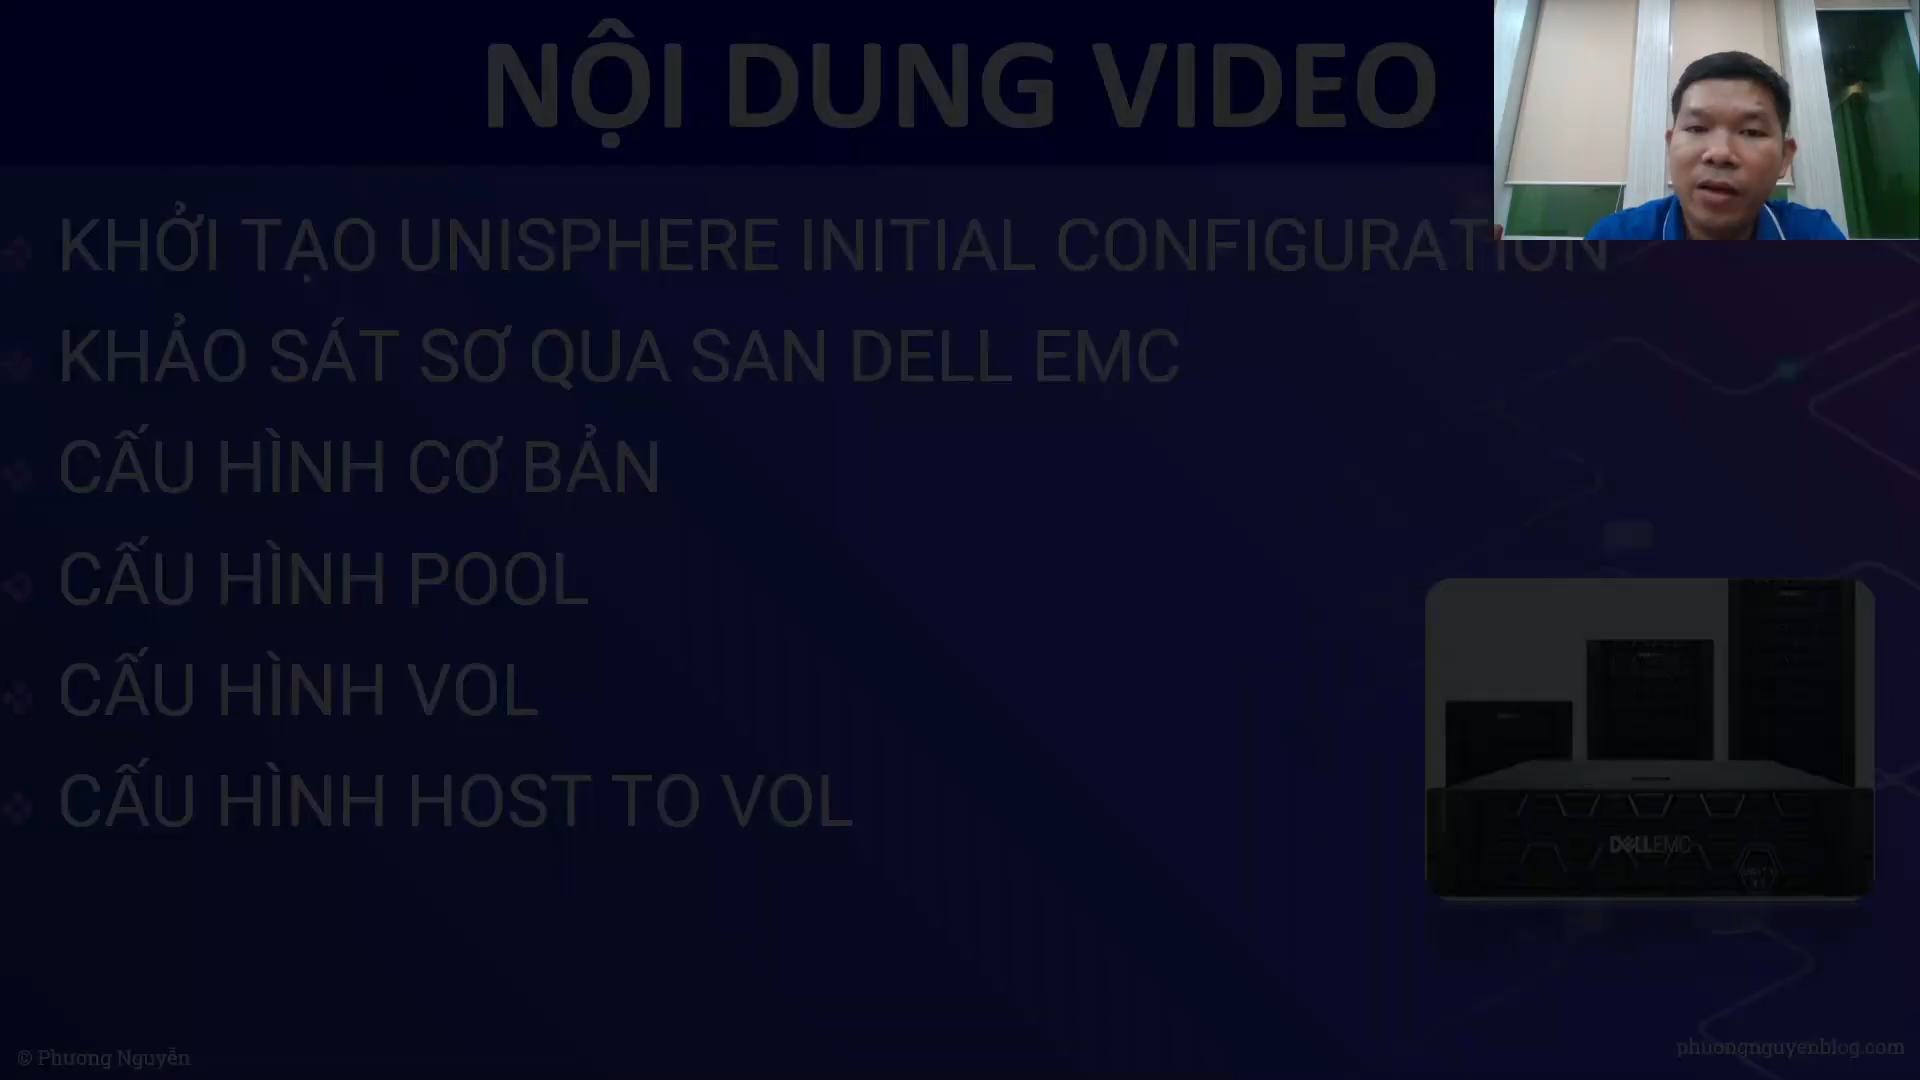 NỘI DUNG VIDEO
KHỞI TẠO UNISPHERE INITIAL CONFIGURATION
KHẢO SÁT SƠ QUA SAN DELL EMC
CẤU HÌNH CƠ BẢN
CẤU HÌNH POOL
CẤU HÌNH VOL
CẤU HÌNH HOST TO VOL
DELLEMC
© Phương Nguyễn
phuongnguyenblog.com